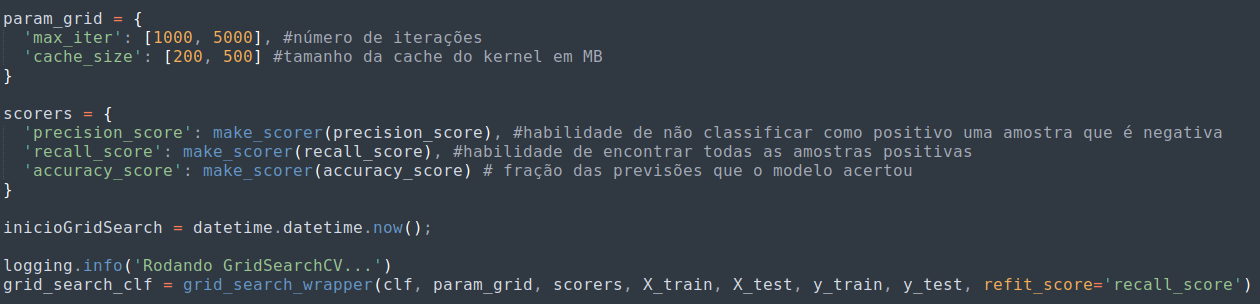 param_grid = {
  'max_iter': [1000, 5000], #número de iterações
  'cache_size': [200, 500] #tamanho da cache do kernel em MB
}

scorers = {
  'precision_score': make_scorer(precision_score), #habilidade de não classificar como positivo uma amostra que é negativa
  'recall_score': make_scorer(recall_score), #habilidade de encontrar todas as amostras positivas
  'accuracy_score': make_scorer(accuracy_score) # fração das previsões que o modelo acertou
}

inicioGridSearch = datetime.datetime.now();

logging.info('Rodando GridSearchCV...')
grid_search_clf = grid_search_wrapper(clf, param_grid, scorers, X_train, X_test, y_train, y_test, refit_score='recall_score')